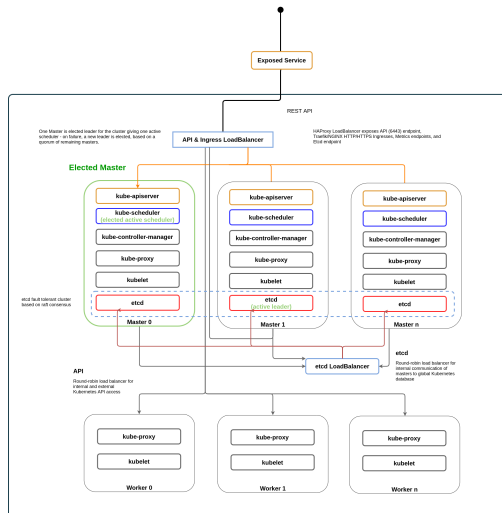 Exposed Service
REST API
One Master is elected leader for the cluster giving one active
scheduler - on failure, a new leader is elected, based on a
quorum of remaining masters.
API & Ingress LoadBalancer
HAProxy LoadBalancer exposes API (6443) endpoint,
Traefik/NGINX HTTP/HTTPS Ingresses, Metrics endpoints, and
Etcd endpoint
Elected Master
kube-apiserver
kube-scheduler
(elected active scheduler)
kube-controller-manager
kube-proxy
kubelet
etcd
Master 0
kube-apiserver
kube-scheduler
kube-controller-manager
kube-proxy
kubelet
etcd
(active leader)
Master 1
kube-apiserver
kube-scheduler
kube-controller-manager
kube-proxy
kubelet
etcd
Master n
etcd fault tolerant cluster
based on raft consensus
etcd
Round-robin load balancer for
internal communication of
masters to global Kubernetes
database
etcd LoadBalancer
API
Round-robin load balancer for
internal and external
Kubernetes API access
kube-proxy
kubelet
Worker 0
kube-proxy
kubelet
Worker 1
kube-proxy
kubelet
Worker n